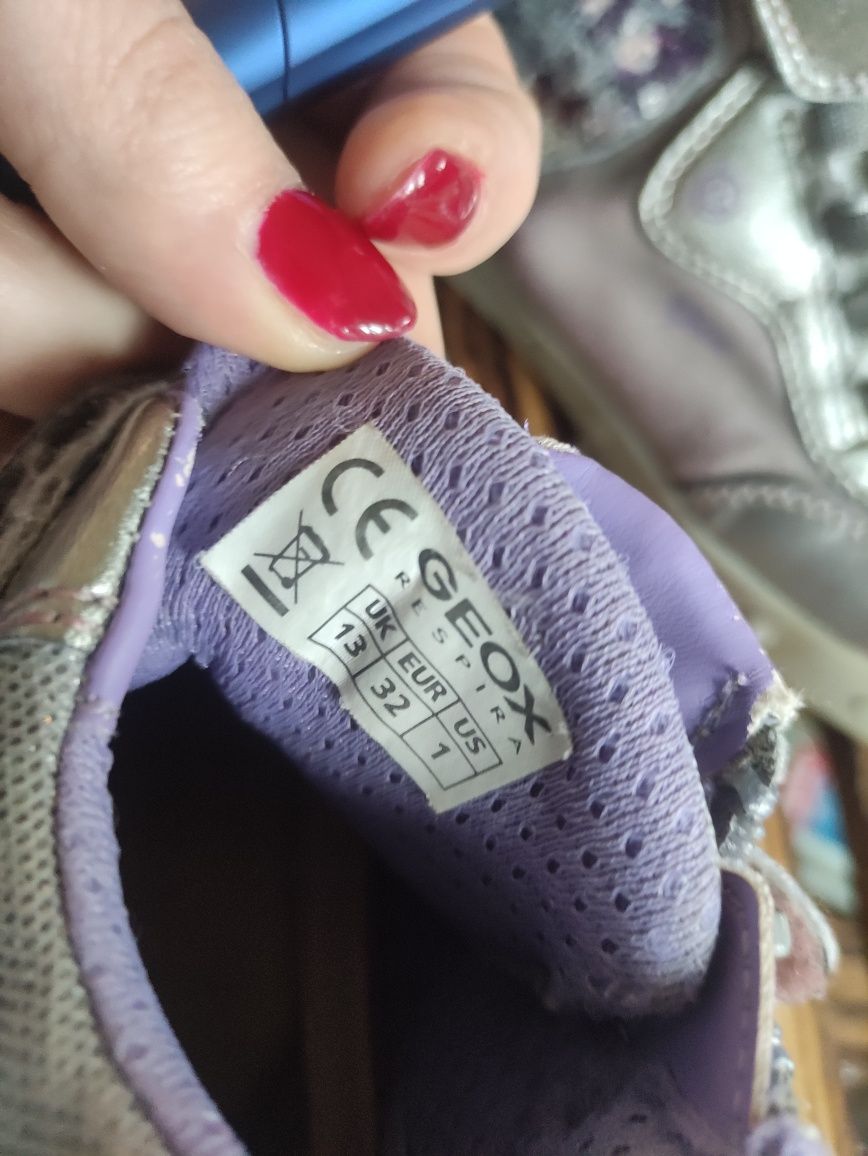 CE
GEOX
RESPIRA
UK EUR US
13 32 1